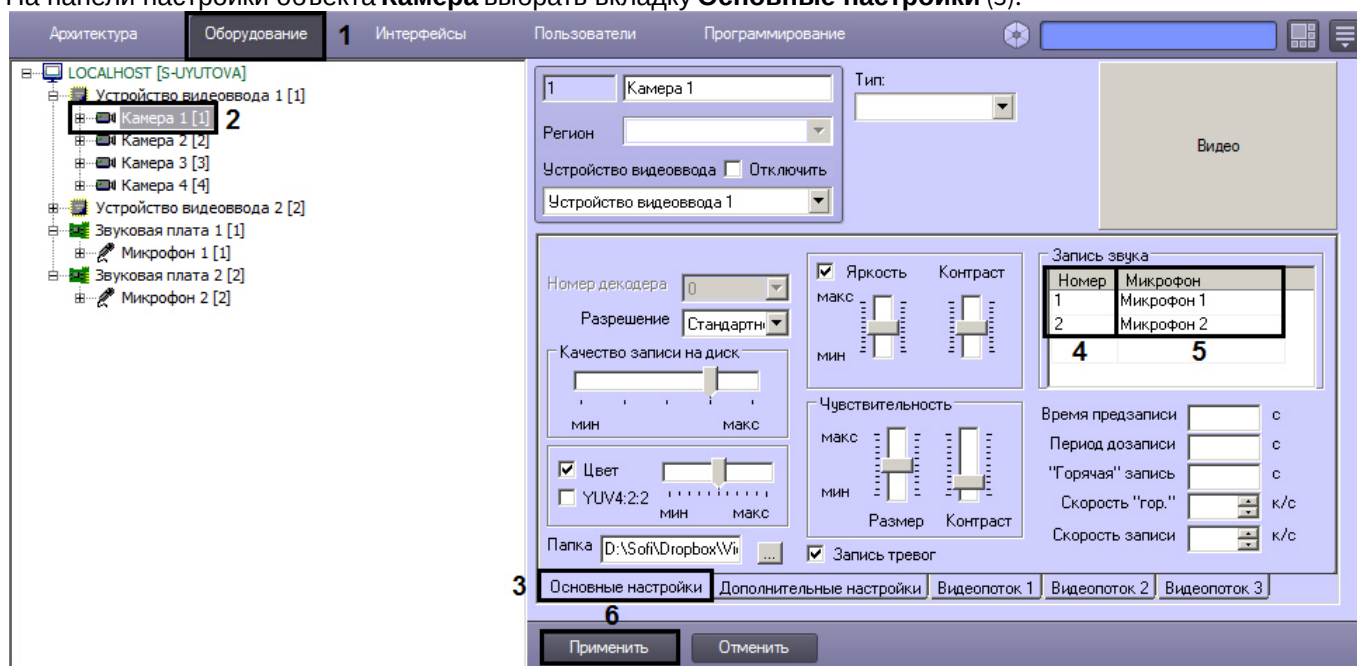 На панели настройки объекта Камера выбрать вкладку Основные настройки (3).
Архитектура Оборудование 1 Интерфейсы Пользователи Программирование
LOCALHOST [S-UYUTOVA]
Устройство видеоввода 1 [1]
Камера 1 [1] 2
Камера 2 [2]
Камера 3 [3]
Камера 4 [4]
Устройство видеоввода 2 [2]
Звуковая плата 1 [1]
Микрофон 1 [1]
Звуковая плата 2 [2]
Микрофон 2 [2]
1 Камера 1
Регион
Устройство видеоввода Отключить
Устройство видеоввода 1
Тип:
Видео
Номер декодера 0
Разрешение Стандартн
Качество записи на диск
мин макс
Цвет
YUV4:2:2
мин макс
Папка D:\Sofi\Dropbox\Vi ...
Яркость Контраст
макс
мин
Чувствительность
макс
мин
Размер Контраст
Запись тревог
Запись звука
Номер Микрофон
1 Микрофон 1
2 Микрофон 2
4 5
Время предзаписи с
Период дозаписи с
"Горячая" запись с
Скорость "гор." к/с
Скорость записи к/с
3 Основные настройки Дополнительные настройки Видеопоток 1 Видеопоток 2 Видеопоток 3
6
Применить Отменить